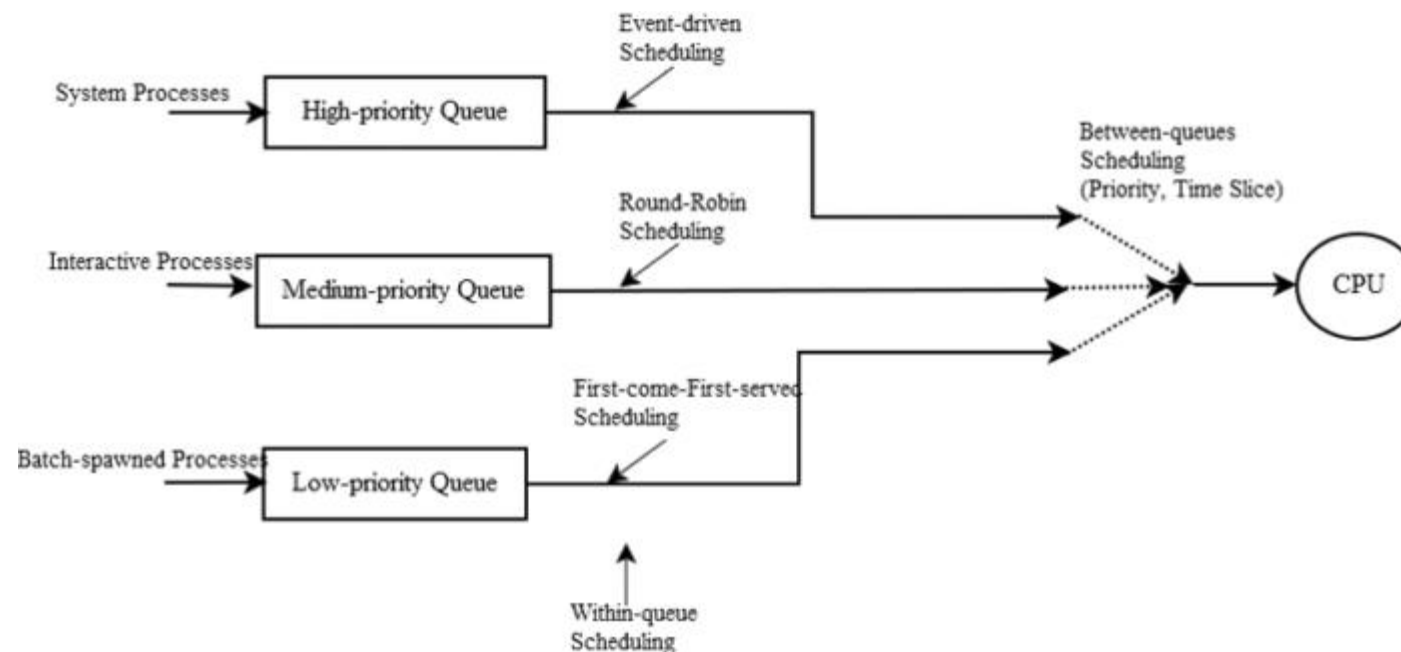 Event-driven
Scheduling
System Processes
High-priority Queue
Between-queues
Scheduling
(Priority, Time Slice)
Round-Robin
Scheduling
Interactive Processes
Medium-priority Queue
CPU
First-come-First-served
Scheduling
Batch-spawned Processes
Low-priority Queue
Within-queue
Scheduling